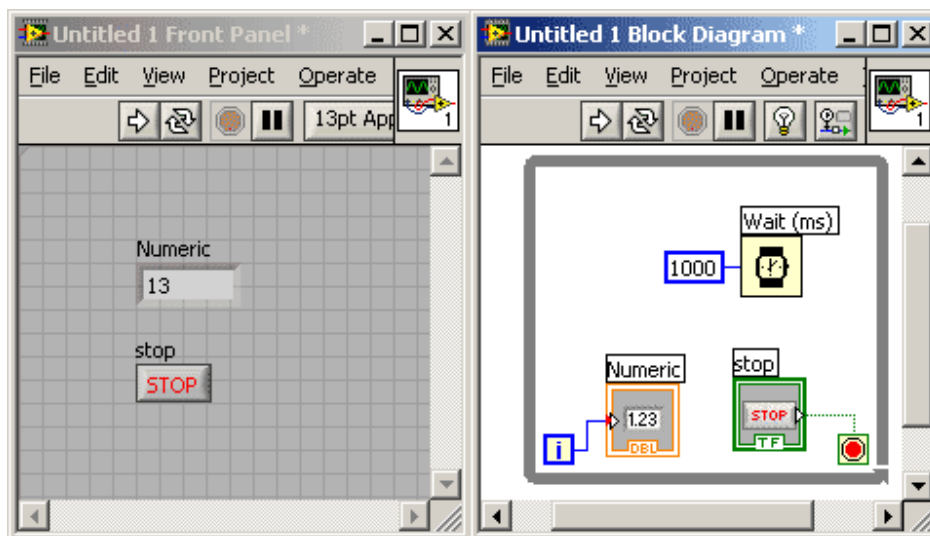 Untitled 1 Front Panel *
File Edit View Project Operate
1
13pt App
Numeric
13
stop
STOP
Untitled 1 Block Diagram *
File Edit View Project Operate
1
Wait (ms)
1000
Numeric
1.23
DBL
i
stop
STOP
TF